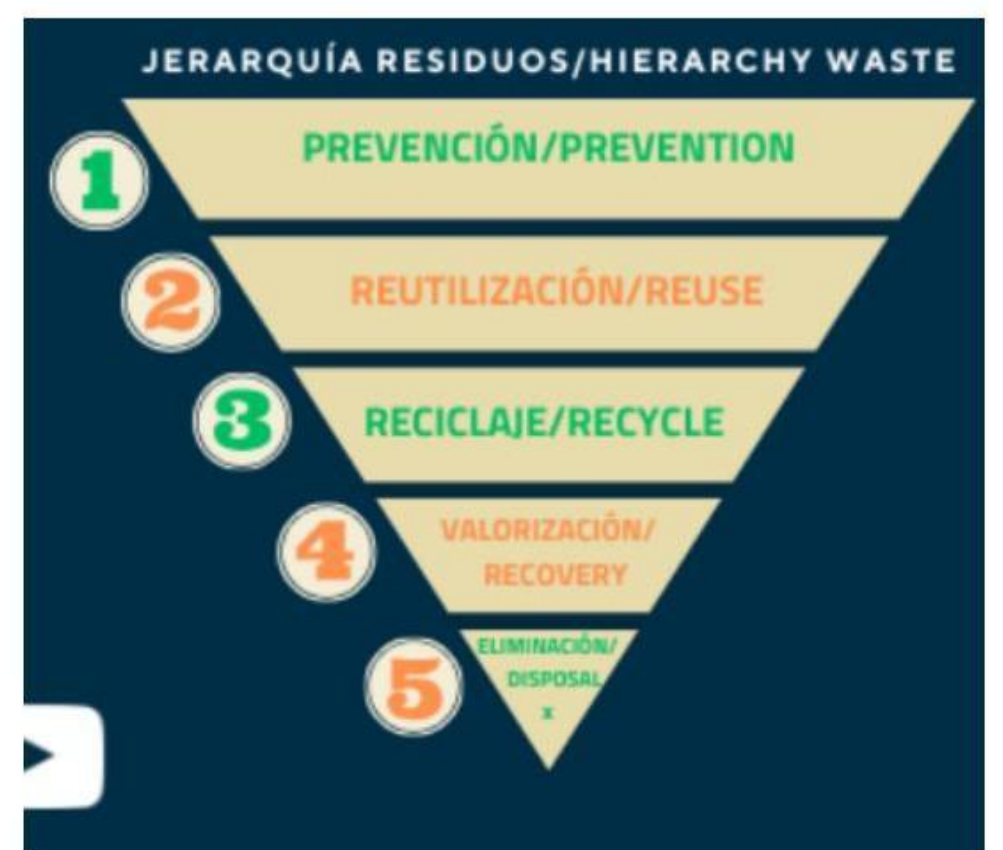 JERARQUÍA RESIDUOS/HIERARCHY WASTE
1
PREVENCIÓN/PREVENTION
2
REUTILIZACIÓN/REUSE
3
RECICLAJE/RECYCLE
4
VALORIZACIÓN/
RECOVERY
5
ELIMINACIÓN/
DISPOSAL
x